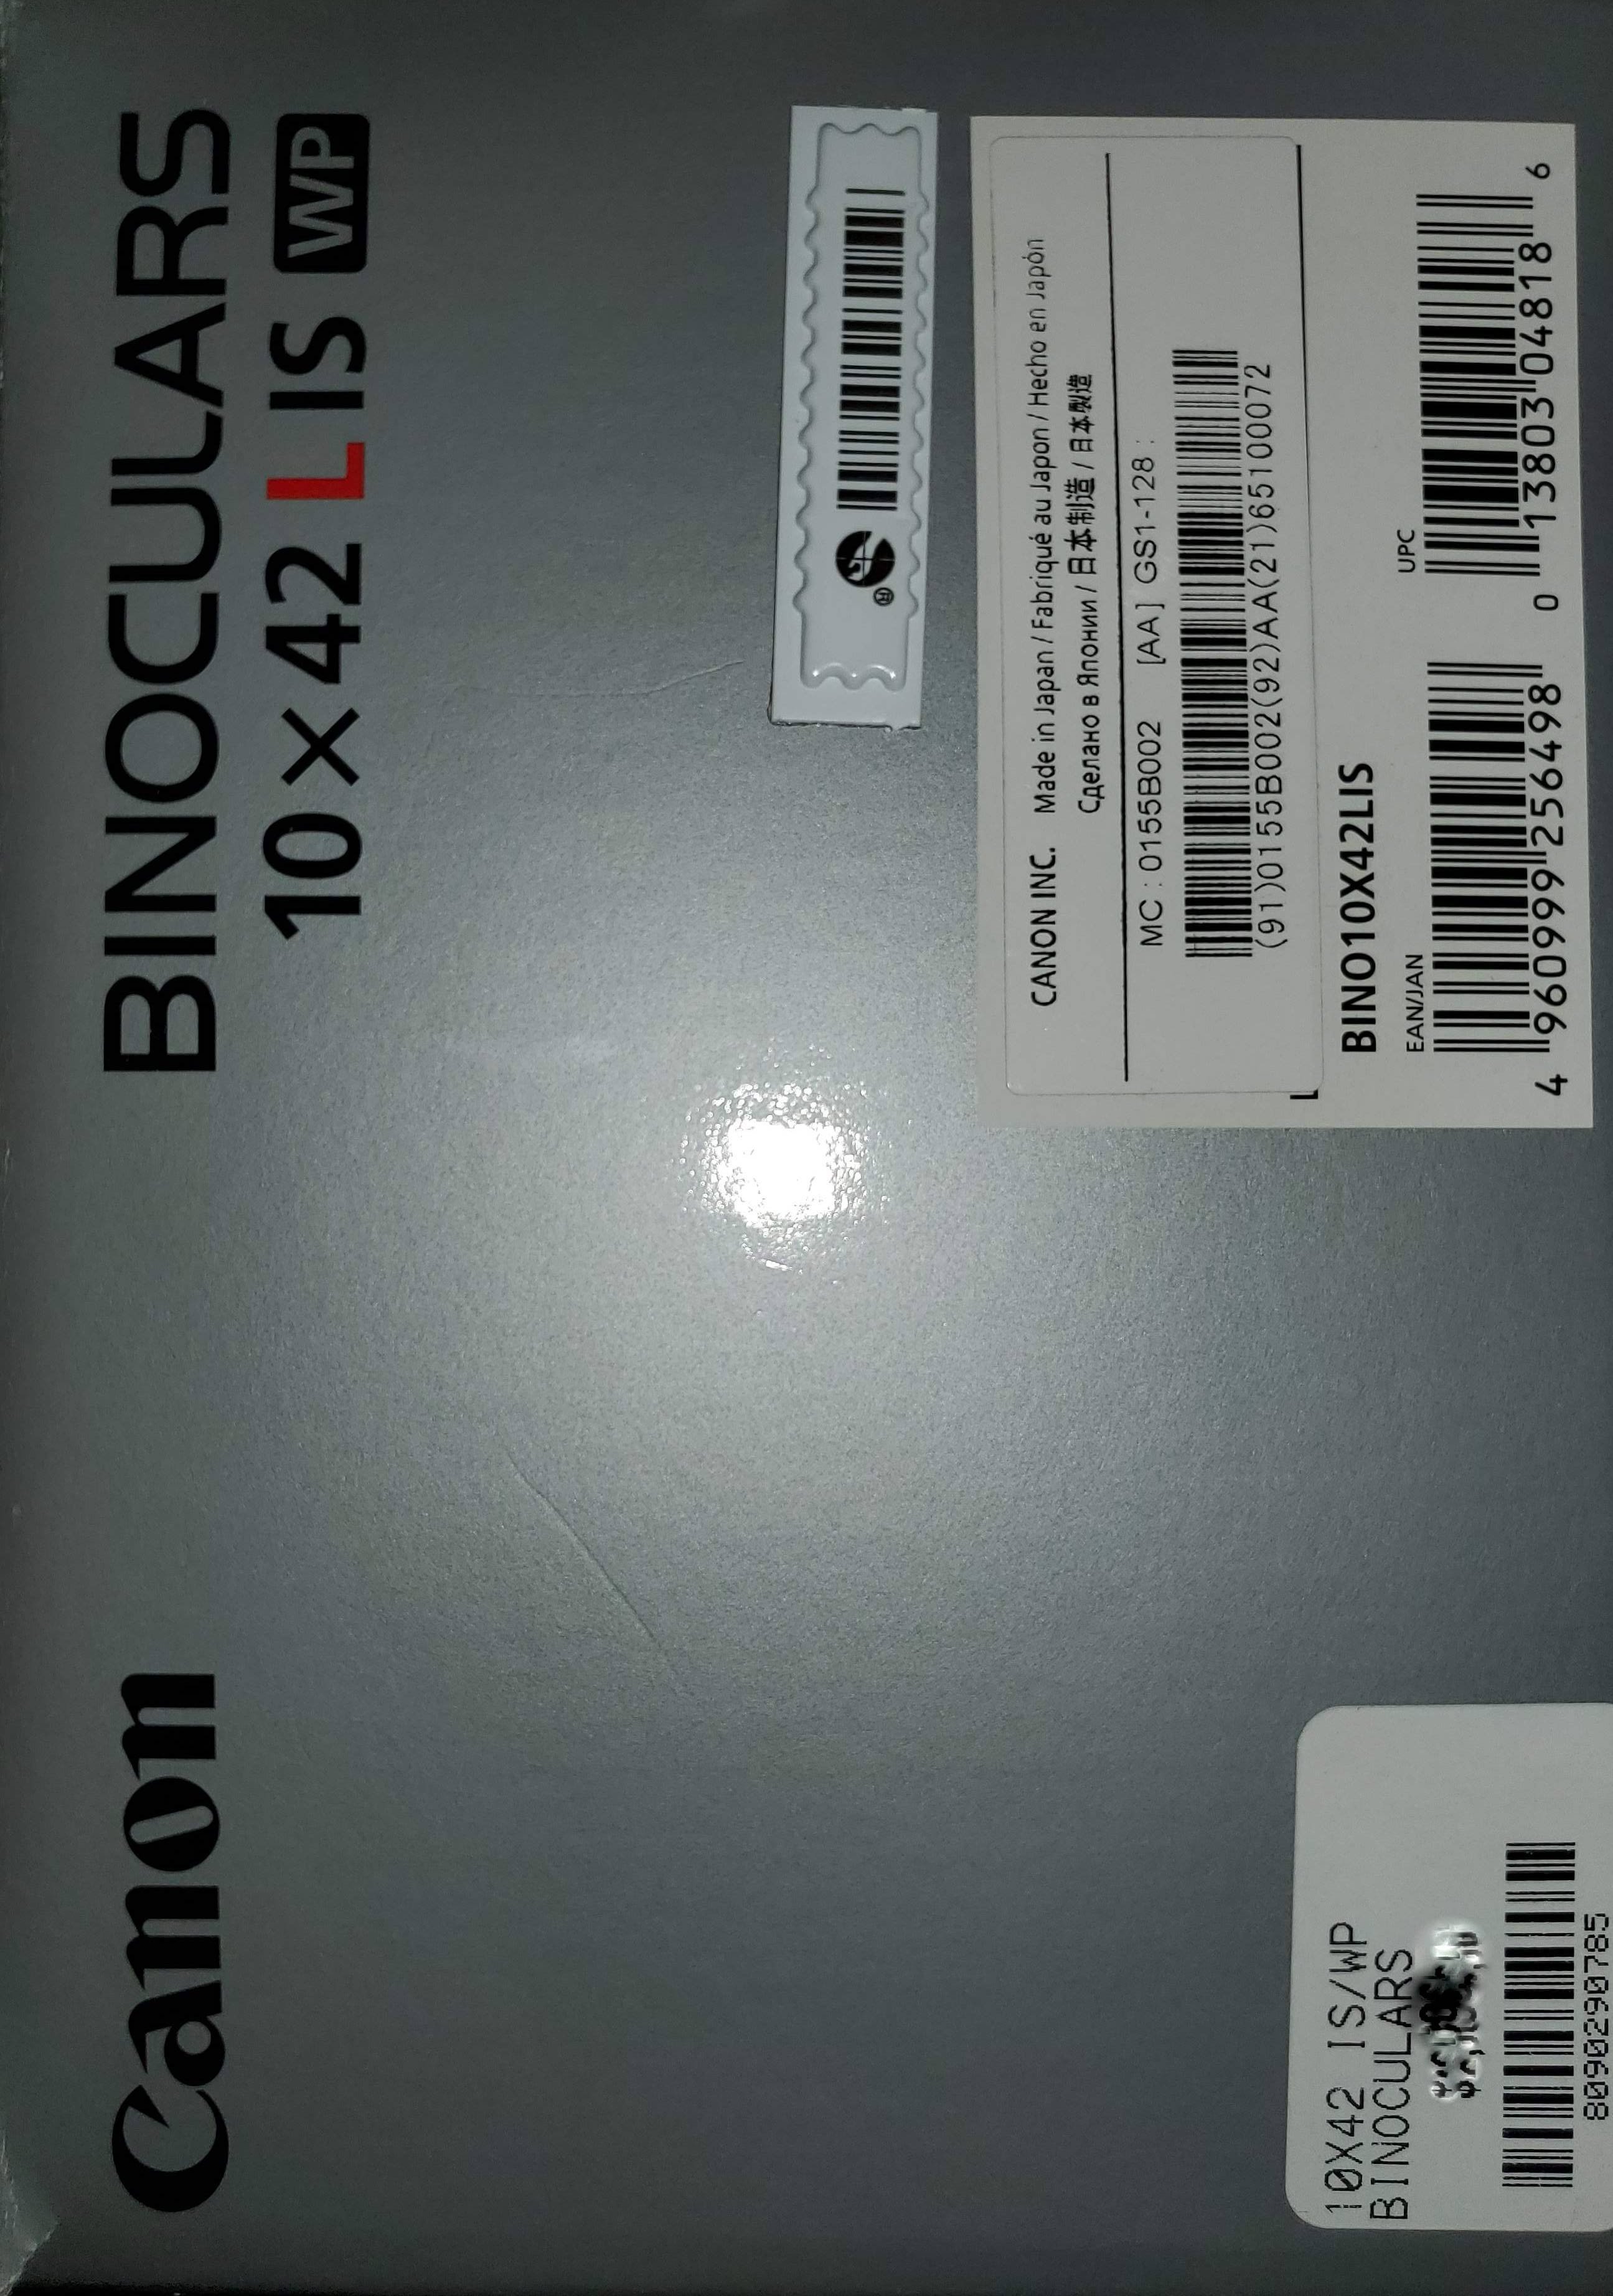 Canon
BINOCULARS
10×42 L IS WP
®
CANON INC. Made in Japan / Fabriqué au Japon / Hecho en Japón
Сделано в Японии / 日本制造 / 日本製造
MC : 0155B002 [AA] GS1-128 :
(91)0155B002(92)AA(21)6510000072
BINO10X42LIS
EAN/JAN
4 960999 256498
UPC
0 13803 04818 6
10X42 IS/WP
BINOCULARS
8090290785